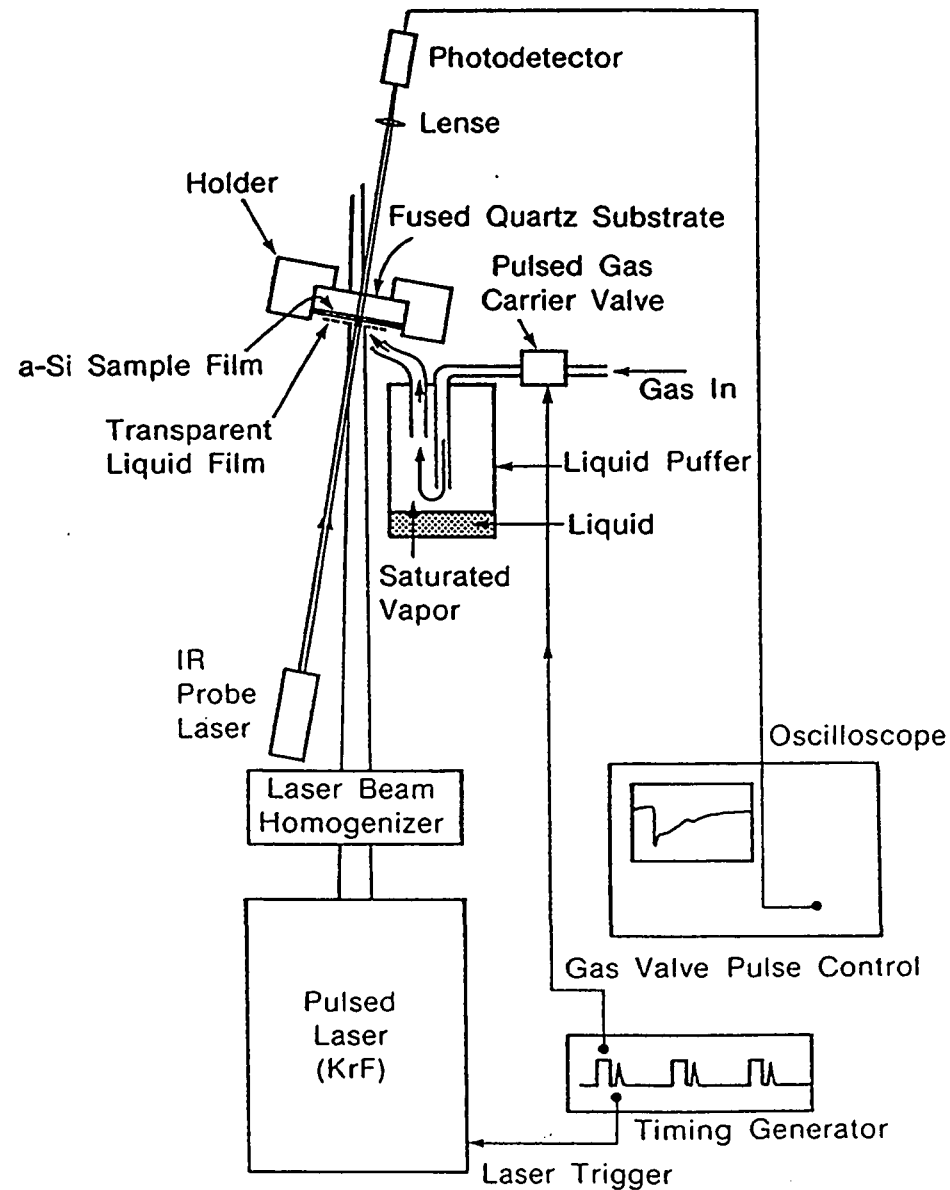 Photodetector
Lense
Holder
Fused Quartz Substrate
Pulsed Gas
Carrier Valve
a-Si Sample Film
Gas In
Transparent
Liquid Film
Liquid Puffer
Liquid
Saturated
Vapor
IR
Probe
Laser
Oscilloscope
Laser Beam
Homogenizer
Gas Valve Pulse Control
Pulsed
Laser
(KrF)
Timing Generator
Laser Trigger